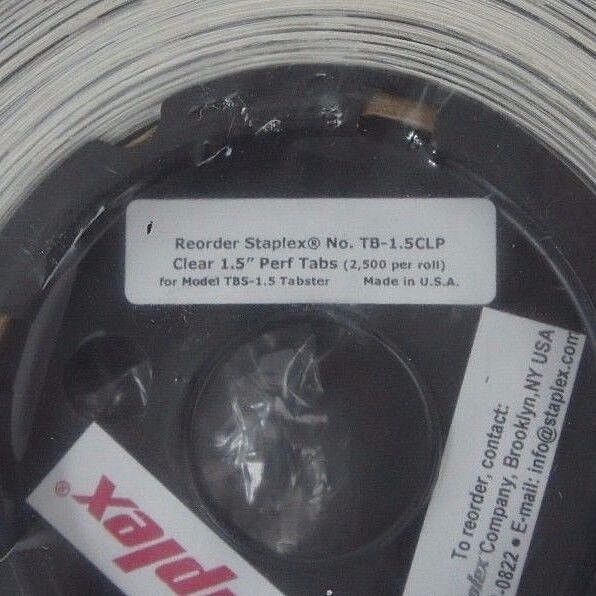 Reorder Staplex® No. TB-1.5CLP
Clear 1.5" Perf Tabs (2,500 per roll)
for Model TBS-1.5 Tabster Made in U.S.A.
To reorder, contact:
plex Company, Brooklyn,NY USA
-0822 • E-mail: info@staplex.com
plex®